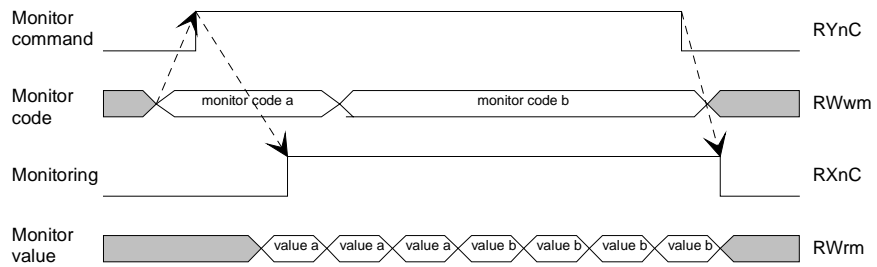 Monitor
command
RYnC
Monitor
code
monitor code a
monitor code b
RWwm
Monitoring
RXnC
Monitor
value
value a
value a
value a
value b
value b
value b
value b
RWrm